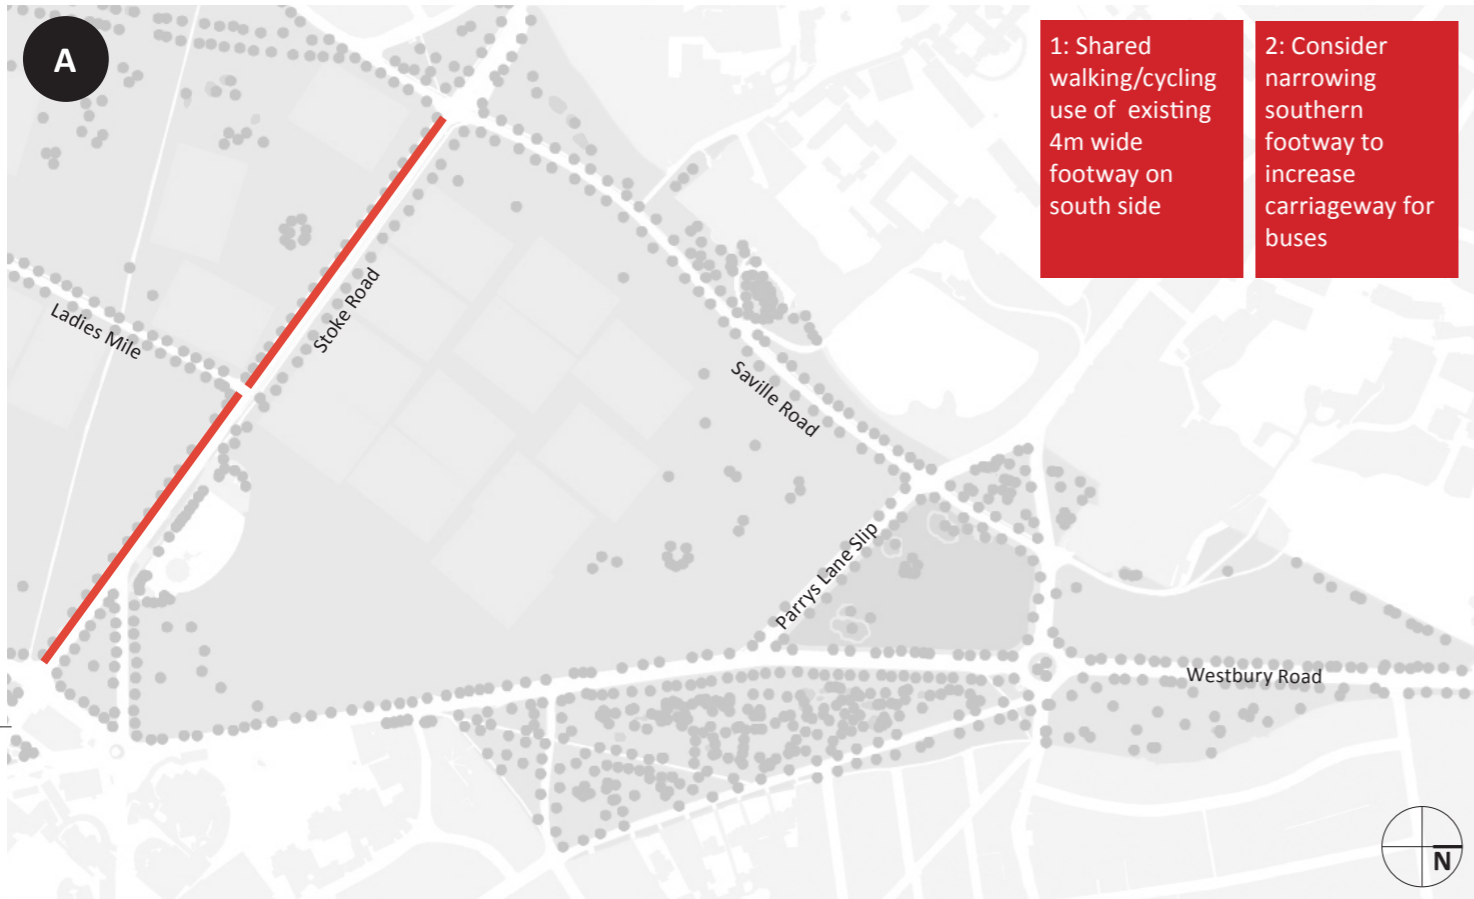 A
1: Shared
walking/cycling
use of existing
4m wide
footway on
south side
2: Consider
narrowing
southern
footway to
increase
carriageway for
buses
Ladies Mile
Stoke Road
Saville Road
Parrys Lane Slip
Westbury Road
N